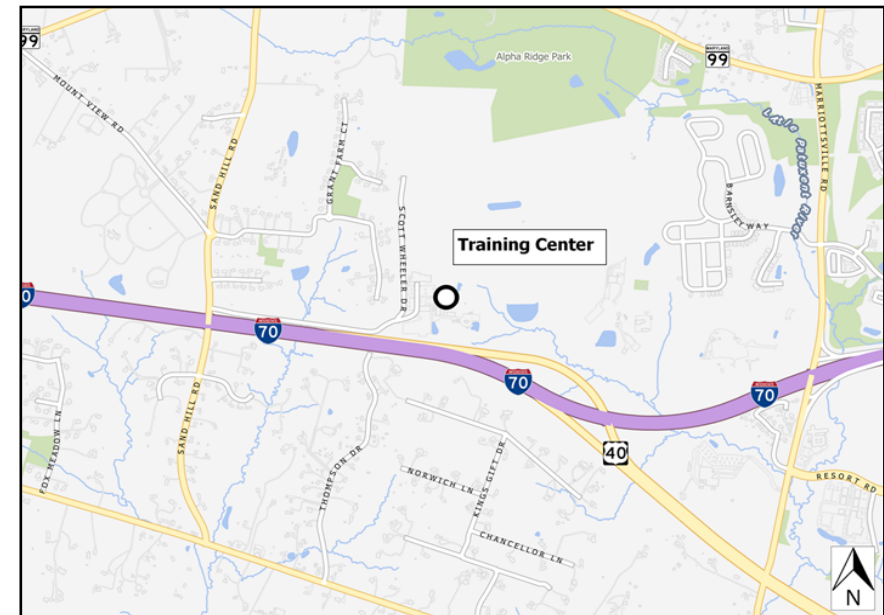 MARYLAND
99
Alpha Ridge Park
MARYLAND
99
MOUNT VIEW RD
SAND HILL RD
GRANT FARM CT
MARRIOTTSVILLE RD
Little Patuxent River
BARNSLEY WAY
SCOTT WHEELER DR
Training Center
0
70
70
70
40
SAND HILL RD
FOX MEADOW LN
THOMPSON DR
NORWICH LN
KINGS GIFT DR
CHANCELLOR LN
RESORT RD
N